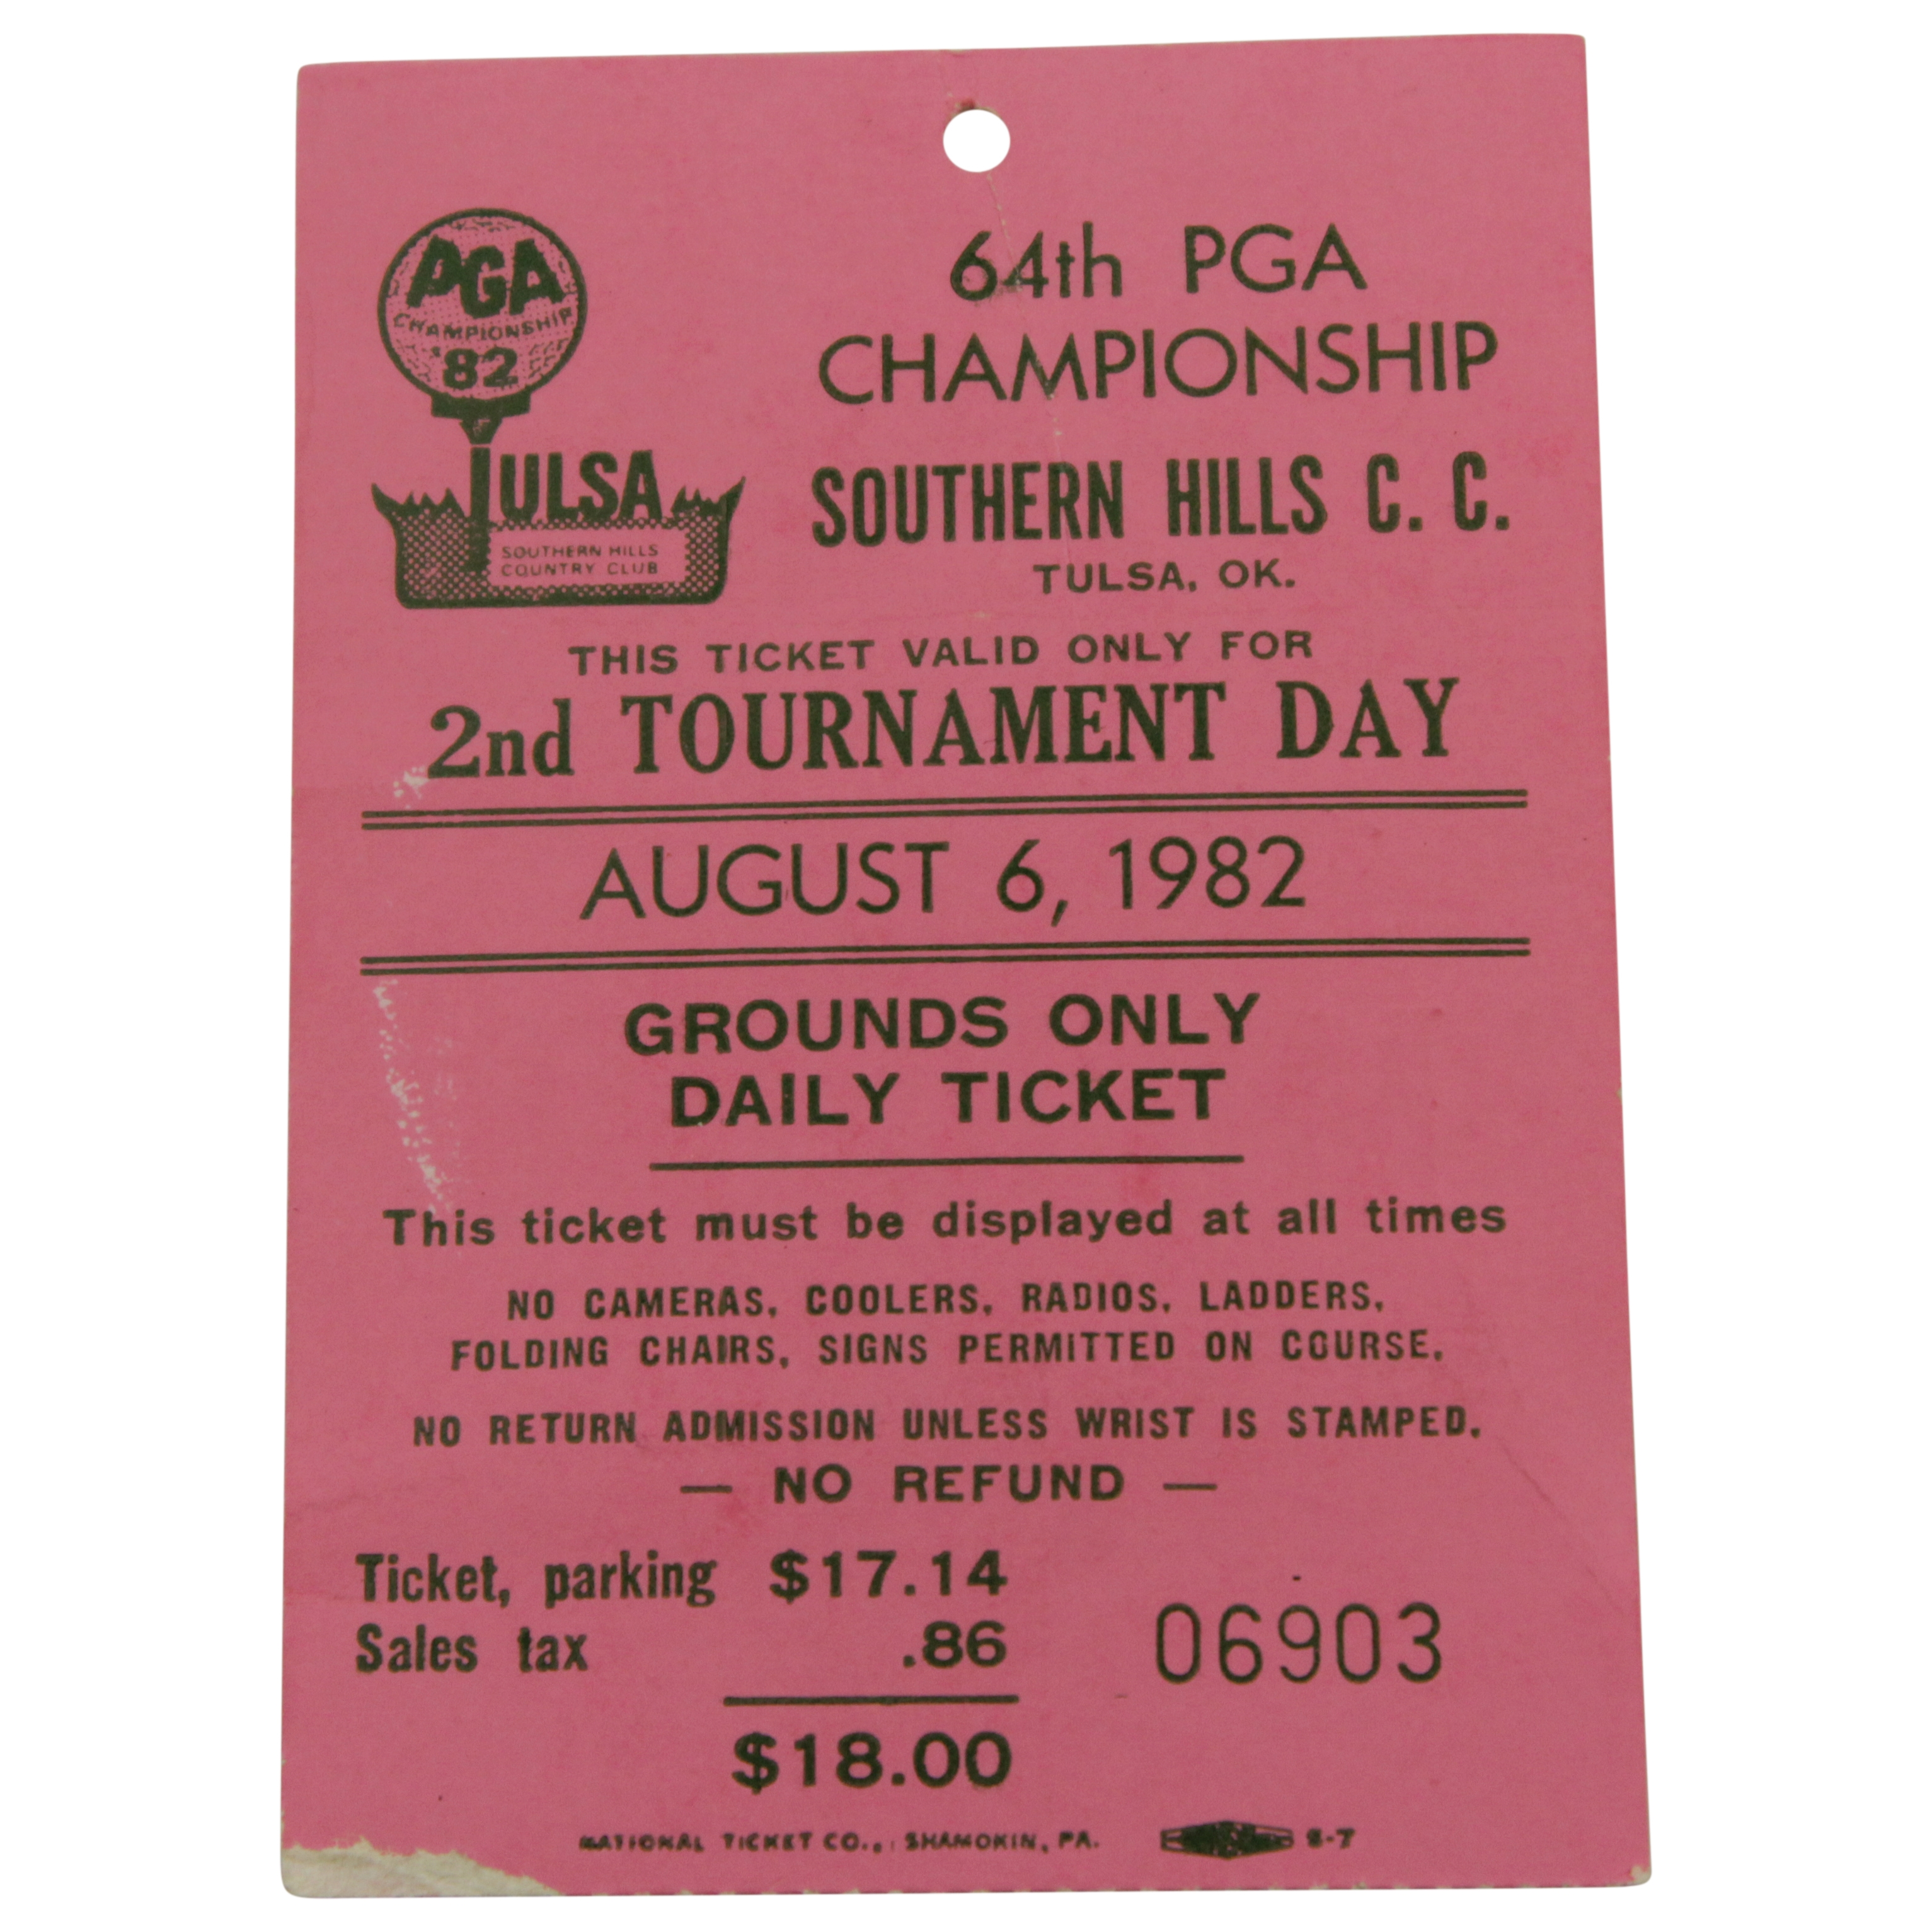 PGA
CHAMPIONSHIP
'82
TULSA
SOUTHERN HILLS
COUNTRY CLUB
64th PGA
CHAMPIONSHIP
SOUTHERN HILLS C. C.
TULSA, OK.
THIS TICKET VALID ONLY FOR
2nd TOURNAMENT DAY
AUGUST 6, 1982
GROUNDS ONLY
DAILY TICKET
This ticket must be displayed at all times
NO CAMERAS, COOLERS, RADIOS, LADDERS,
FOLDING CHAIRS, SIGNS PERMITTED ON COURSE.
NO RETURN ADMISSION UNLESS WRIST IS STAMPED.
— NO REFUND —
Ticket, parking $17.14
Sales tax .86
06903
$18.00
NATIONAL TICKET CO., SHAMOKIN, PA.